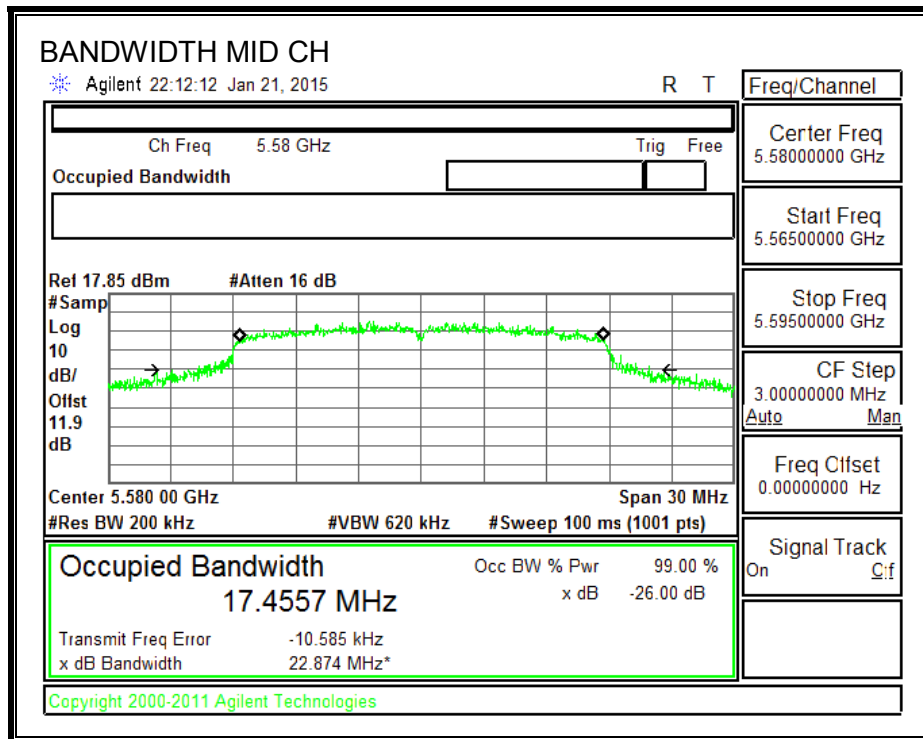 BANDWIDTH MID CH
Agilent 22:12:12 Jan 21, 2015 R T
Freq/Channel
Ch Freq 5.58 GHz Trig Free
Occupied Bandwidth
Center Freq
5.58000000 GHz
Start Freq
5.56500000 GHz
Stop Freq
5.59500000 GHz
CF Step
3.00000000 MHz
Auto Man
Freq Offset
0.00000000 Hz
Signal Track
On Off
Ref 17.85 dBm #Atten 16 dB
#Samp
Log
10
dB/
Offst
11.9
dB
Center 5.580 00 GHz Span 30 MHz
#Res BW 200 kHz #VBW 620 kHz #Sweep 100 ms (1001 pts)
Occupied Bandwidth
17.4557 MHz
Occ BW % Pwr 99.00 %
x dB -26.00 dB
Transmit Freq Error -10.585 kHz
x dB Bandwidth 22.874 MHz*
Copyright 2000-2011 Agilent Technologies